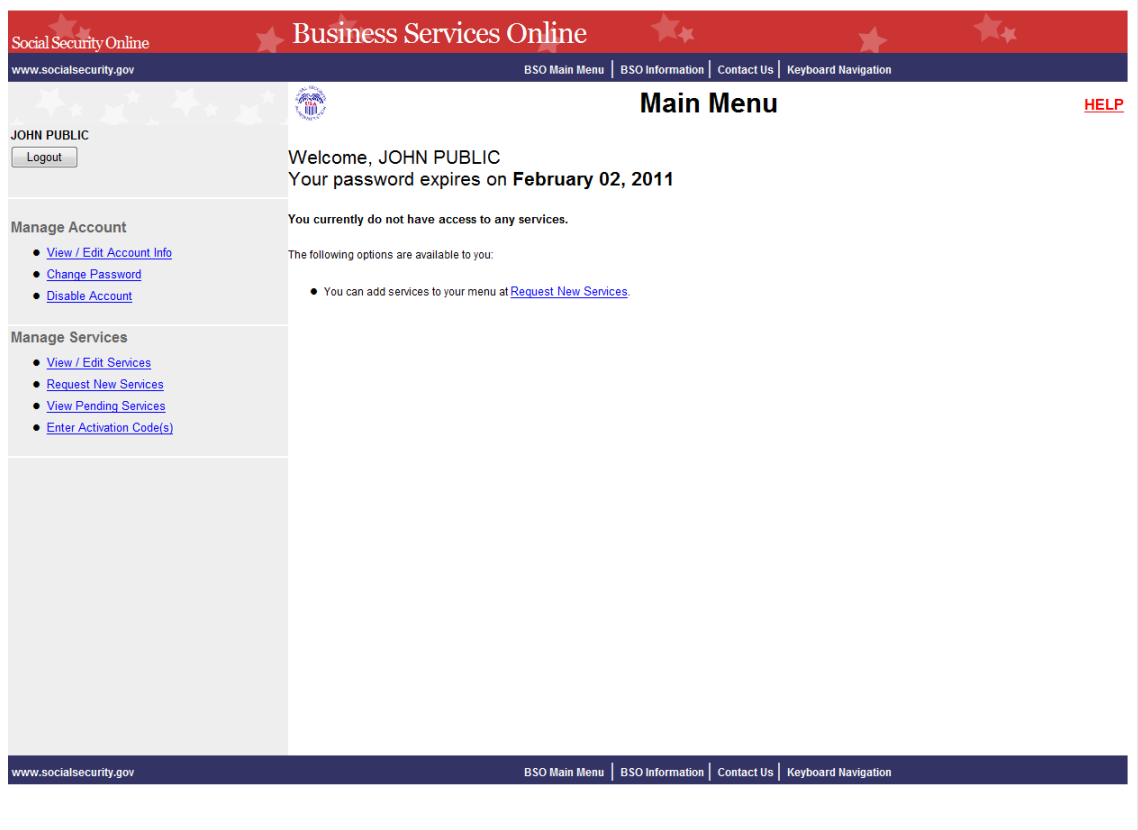 Social Security Online
Business Services Online
www.socialsecurity.gov
BSO Main Menu | BSO Information | Contact Us | Keyboard Navigation
JOHN PUBLIC
Logout
Manage Account
View / Edit Account Info
Change Password
Disable Account
Manage Services
View / Edit Services
Request New Services
View Pending Services
Enter Activation Code(s)
USA
Main Menu
HELP
Welcome, JOHN PUBLIC
Your password expires on February 02, 2011
You currently do not have access to any services.
The following options are available to you:
You can add services to your menu at Request New Services.
www.socialsecurity.gov
BSO Main Menu | BSO Information | Contact Us | Keyboard Navigation